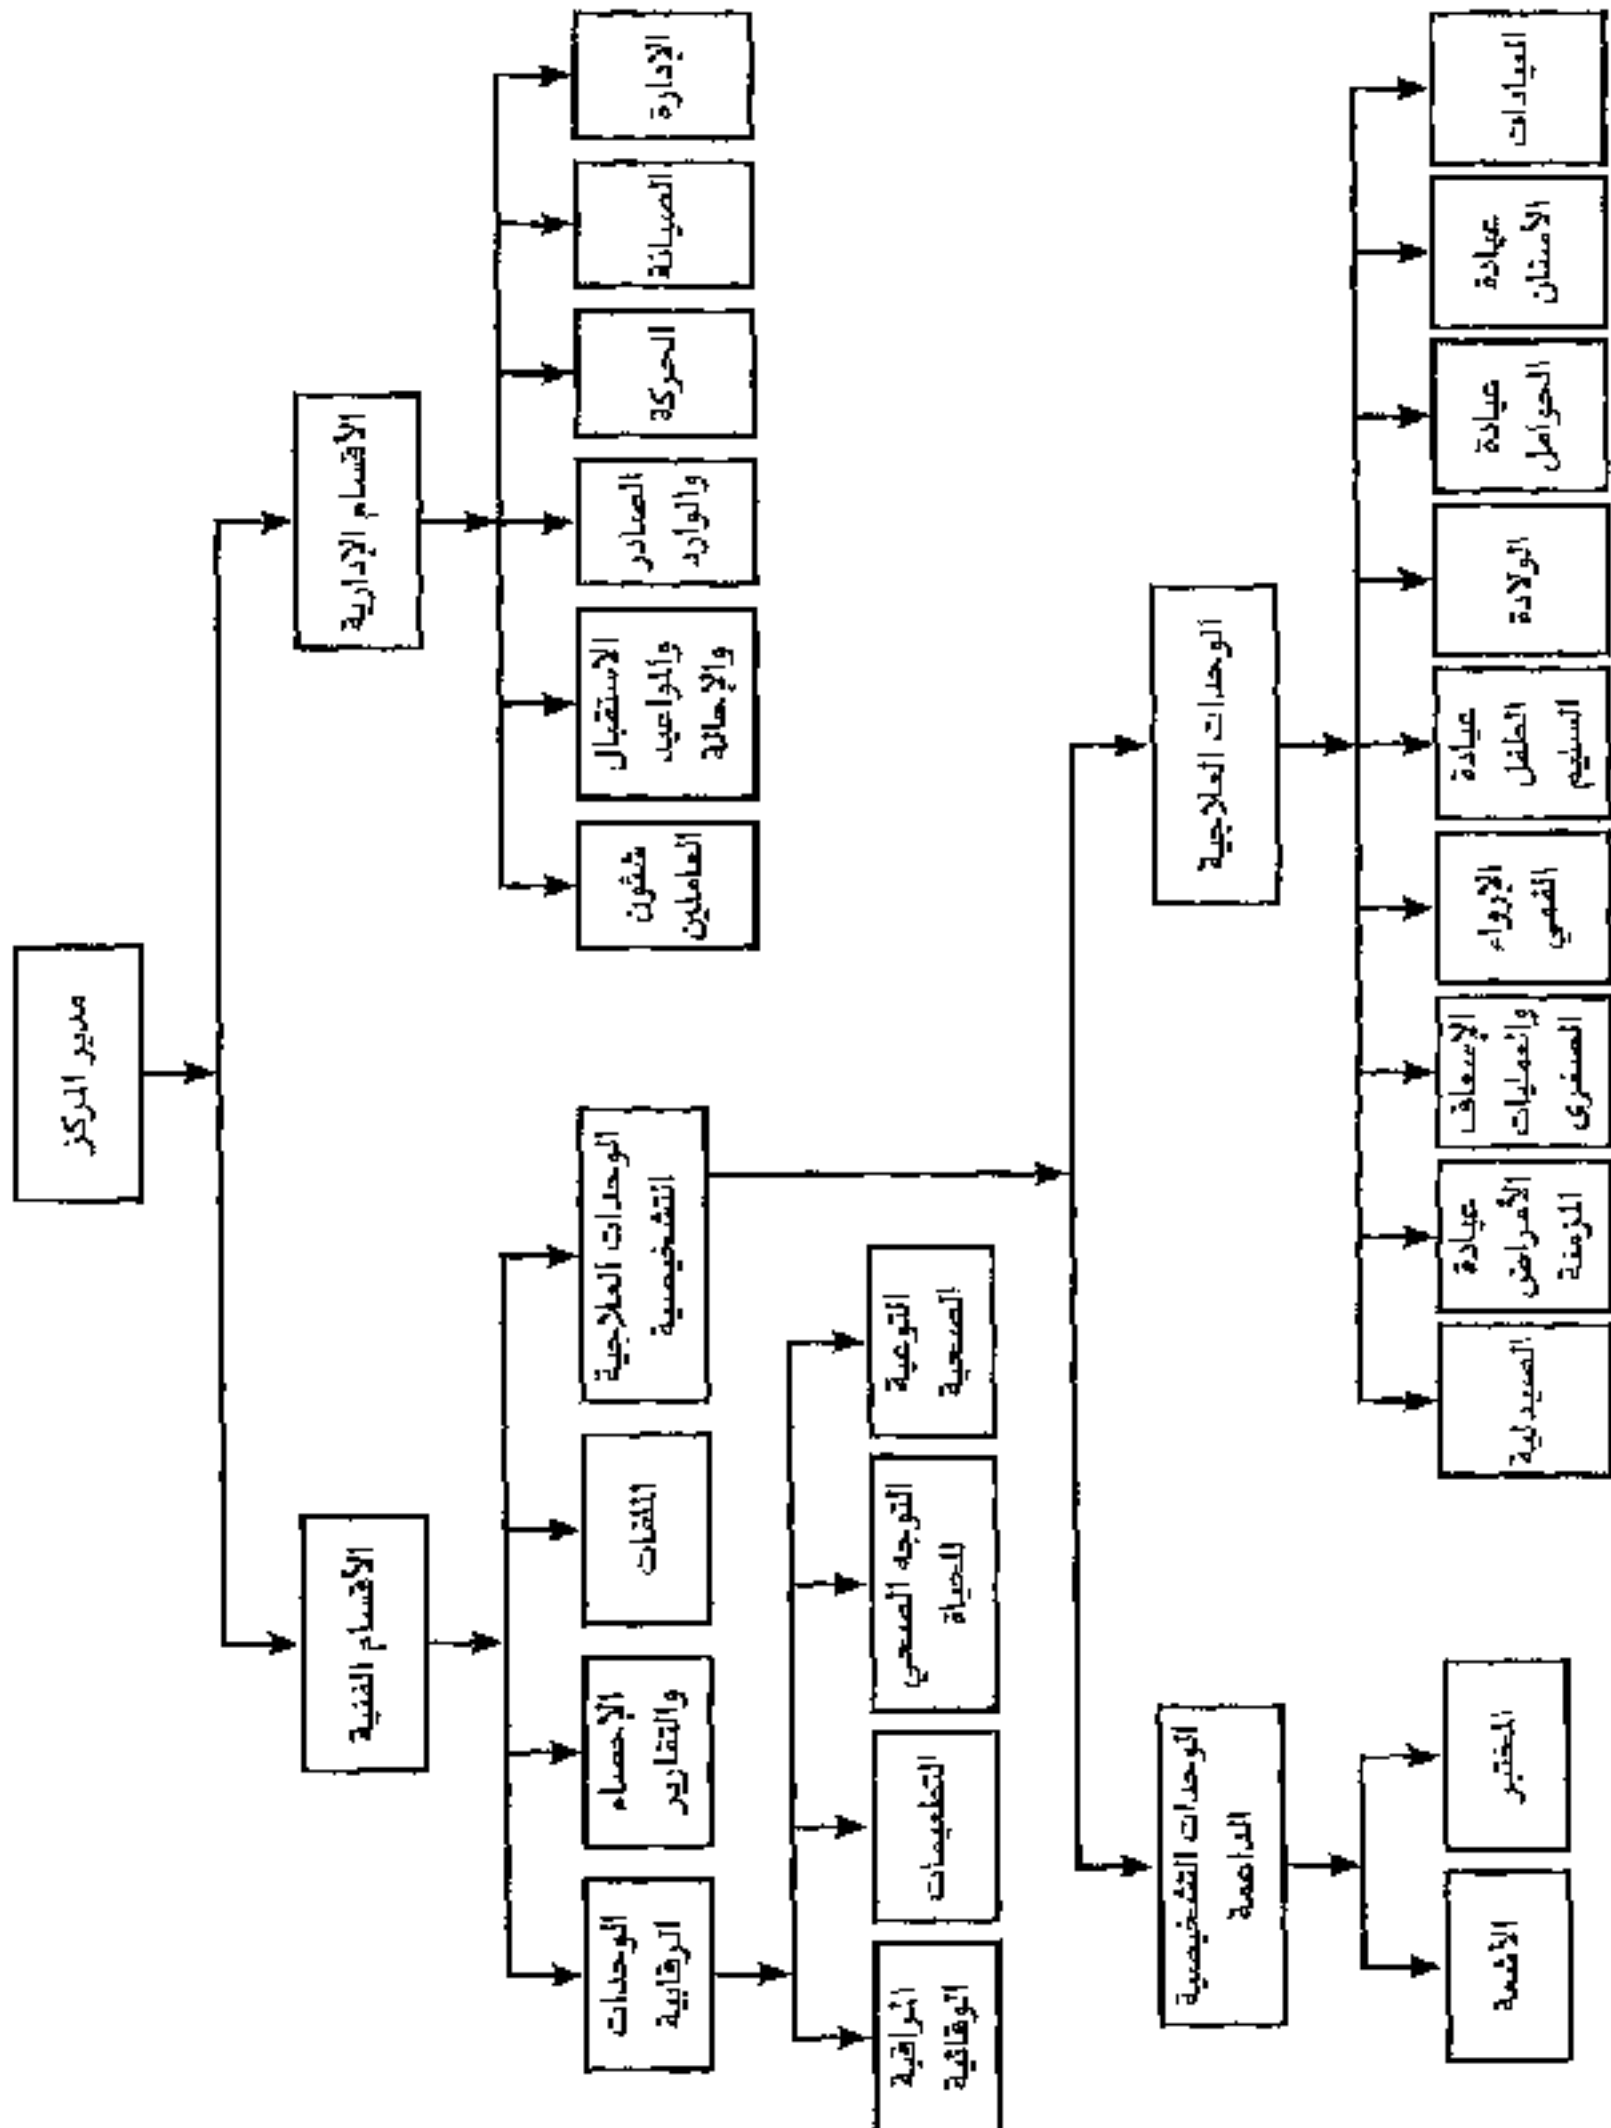 مدير المركز
الأقسام الإدارية
الأقسام الفنية
الإدارة
الصيانة
الحركة
الصادر
والوارد
الاستقبال
والمواعيد
والإحالة
شئون
العاملين
الوحدات العلاجية
التشخيصية
الملفات
الإحصاء
والتقارير
الوحدات
الرقابية
التوعية
الصحية
التوجه الصحي
للحياة
التطعيمات
المراقبة
الوقائية
الوحدات العلاجية
الوحدات التشخيصية
الداعمة
العيادات
عيادة
الأسنان
عيادة
الحوامل
الولادة
عيادة
الطفل
السليم
الإرواء
الفمي
الإسعاف
والعمليات
الصغرى
عيادة
الأمراض
المزمنة
الصيدلية
المختبر
الأشعة